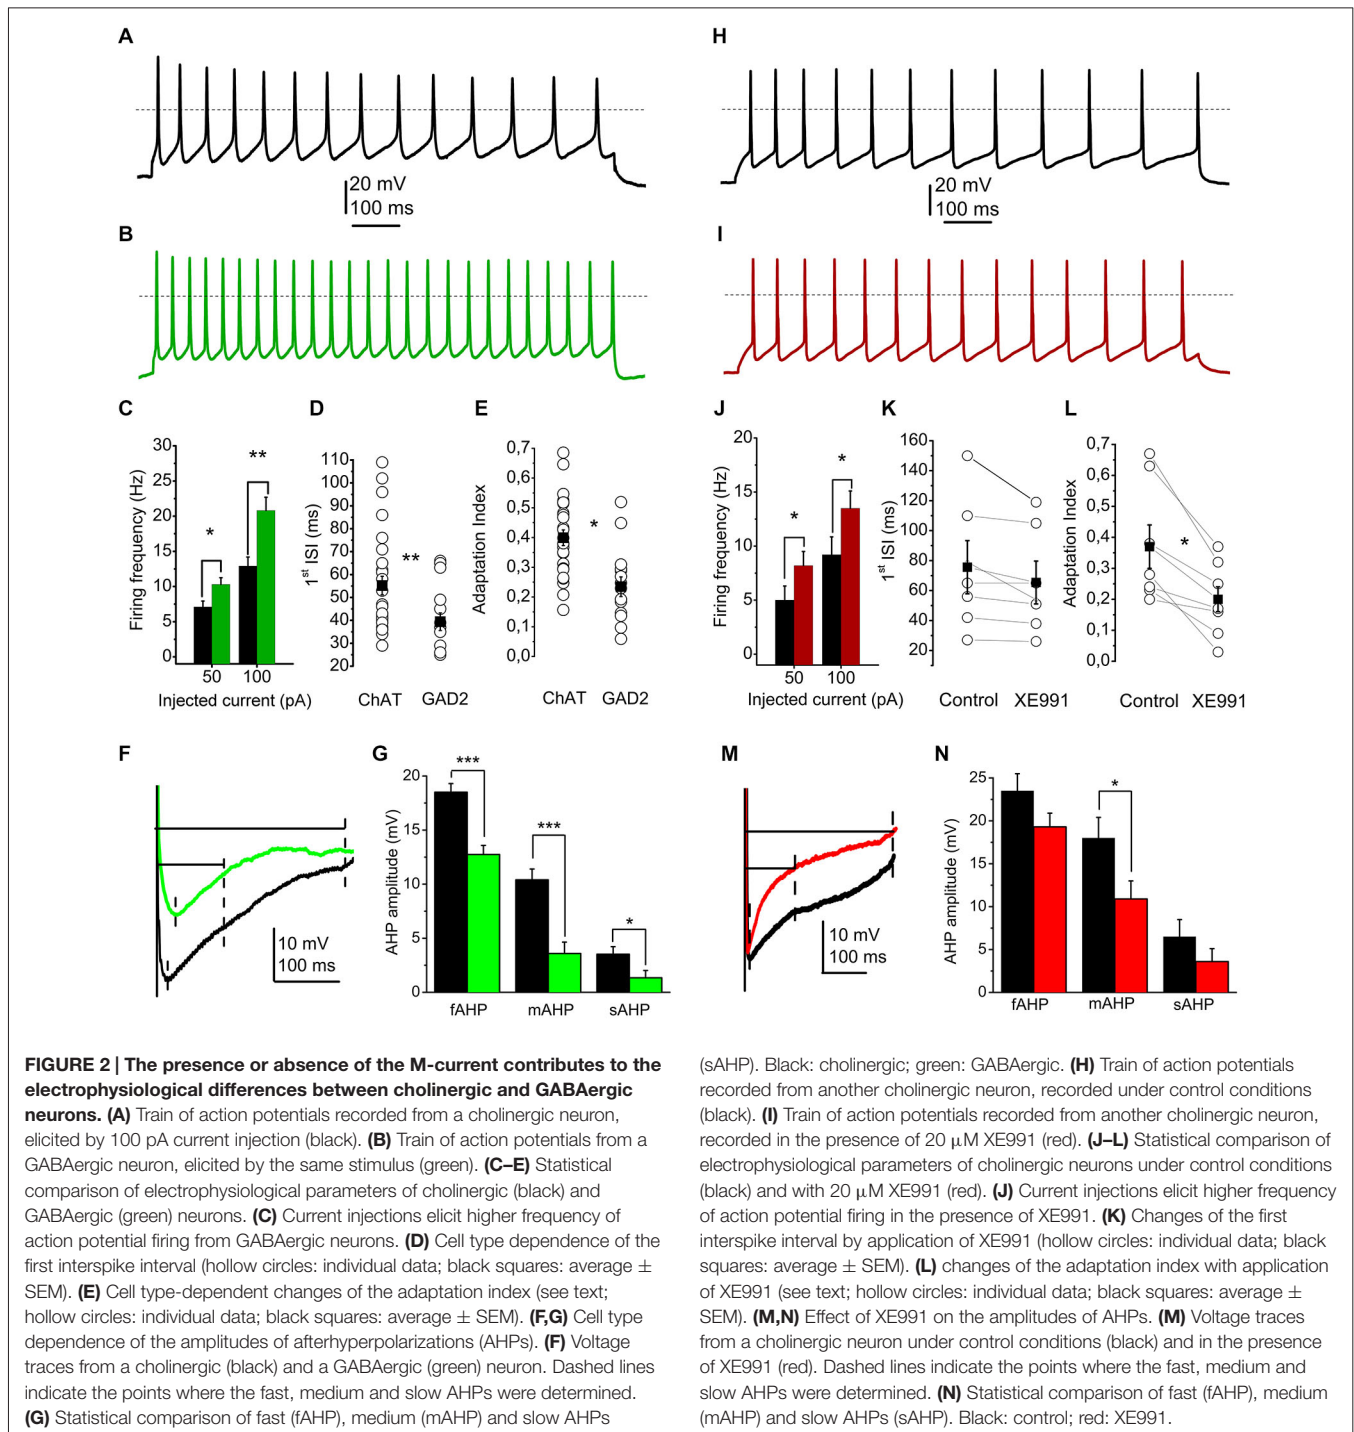 A
H
20 mV
100 ms
20 mV
100 ms
B
I
C
D
E
J
K
L
30
25
20
15
10
5
0
Firing frequency (Hz)
*
**
50 100
Injected current (pA)
110
100
90
80
70
60
50
40
30
20
1st ISI (ms)
**
ChAT GAD2
0,7
0,6
0,5
0,4
0,3
0,2
0,1
0,0
Adaptation Index
*
ChAT GAD2
20
15
10
5
0
Firing frequency (Hz)
*
*
50 100
Injected current (pA)
160
140
120
100
80
60
40
20
1st ISI (ms)
Control XE991
0,7
0,6
0,5
0,4
0,3
0,2
0,1
0,0
Adaptation Index
*
Control XE991
F
G
M
N
10 mV
100 ms
20
15
10
5
0
AHP amplitude (mV)
***
***
*
fAHP mAHP sAHP
10 mV
100 ms
25
20
15
10
5
0
AHP amplitude (mV)
*
fAHP mAHP sAHP
FIGURE 2 | The presence or absence of the M-current contributes to the
electrophysiological differences between cholinergic and GABAergic
neurons. (A) Train of action potentials recorded from a cholinergic neuron,
elicited by 100 pA current injection (black). (B) Train of action potentials from a
GABAergic neuron, elicited by the same stimulus (green). (C–E) Statistical
comparison of electrophysiological parameters of cholinergic (black) and
GABAergic (green) neurons. (C) Current injections elicit higher frequency of
action potential firing from GABAergic neurons. (D) Cell type dependence of the
first interspike interval (hollow circles: individual data; black squares: average ±
SEM). (E) Cell type-dependent changes of the adaptation index (see text;
hollow circles: individual data; black squares: average ± SEM). (F,G) Cell type
dependence of the amplitudes of afterhyperpolarizations (AHPs). (F) Voltage
traces from a cholinergic (black) and a GABAergic (green) neuron. Dashed lines
indicate the points where the fast, medium and slow AHPs were determined.
(G) Statistical comparison of fast (fAHP), medium (mAHP) and slow AHPs
(sAHP). Black: cholinergic; green: GABAergic. (H) Train of action potentials
recorded from another cholinergic neuron, recorded under control conditions
(black). (I) Train of action potentials recorded from another cholinergic neuron,
recorded in the presence of 20 μM XE991 (red). (J–L) Statistical comparison of
electrophysiological parameters of cholinergic neurons under control conditions
(black) and with 20 μM XE991 (red). (J) Current injections elicit higher frequency
of action potential firing in the presence of XE991. (K) Changes of the first
interspike interval by application of XE991 (hollow circles: individual data; black
squares: average ± SEM). (L) changes of the adaptation index with application
of XE991 (see text; hollow circles: individual data; black squares: average ±
SEM). (M,N) Effect of XE991 on the amplitudes of AHPs. (M) Voltage traces
from a cholinergic neuron under control conditions (black) and in the presence
of XE991 (red). Dashed lines indicate the points where the fast, medium and
slow AHPs were determined. (N) Statistical comparison of fast (fAHP), medium
(mAHP) and slow AHPs (sAHP). Black: control; red: XE991.